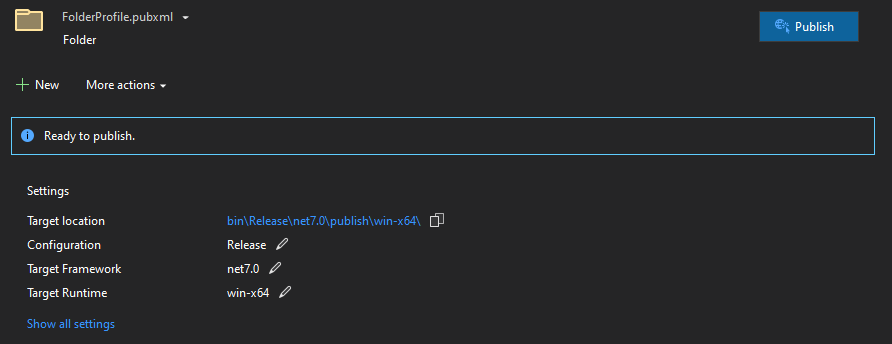 FolderProfile.pubxml
Folder
Publish
New
More actions
Ready to publish.
Settings
Target location bin\Release\net7.0\publish\win-x64\
Configuration Release
Target Framework net7.0
Target Runtime win-x64
Show all settings